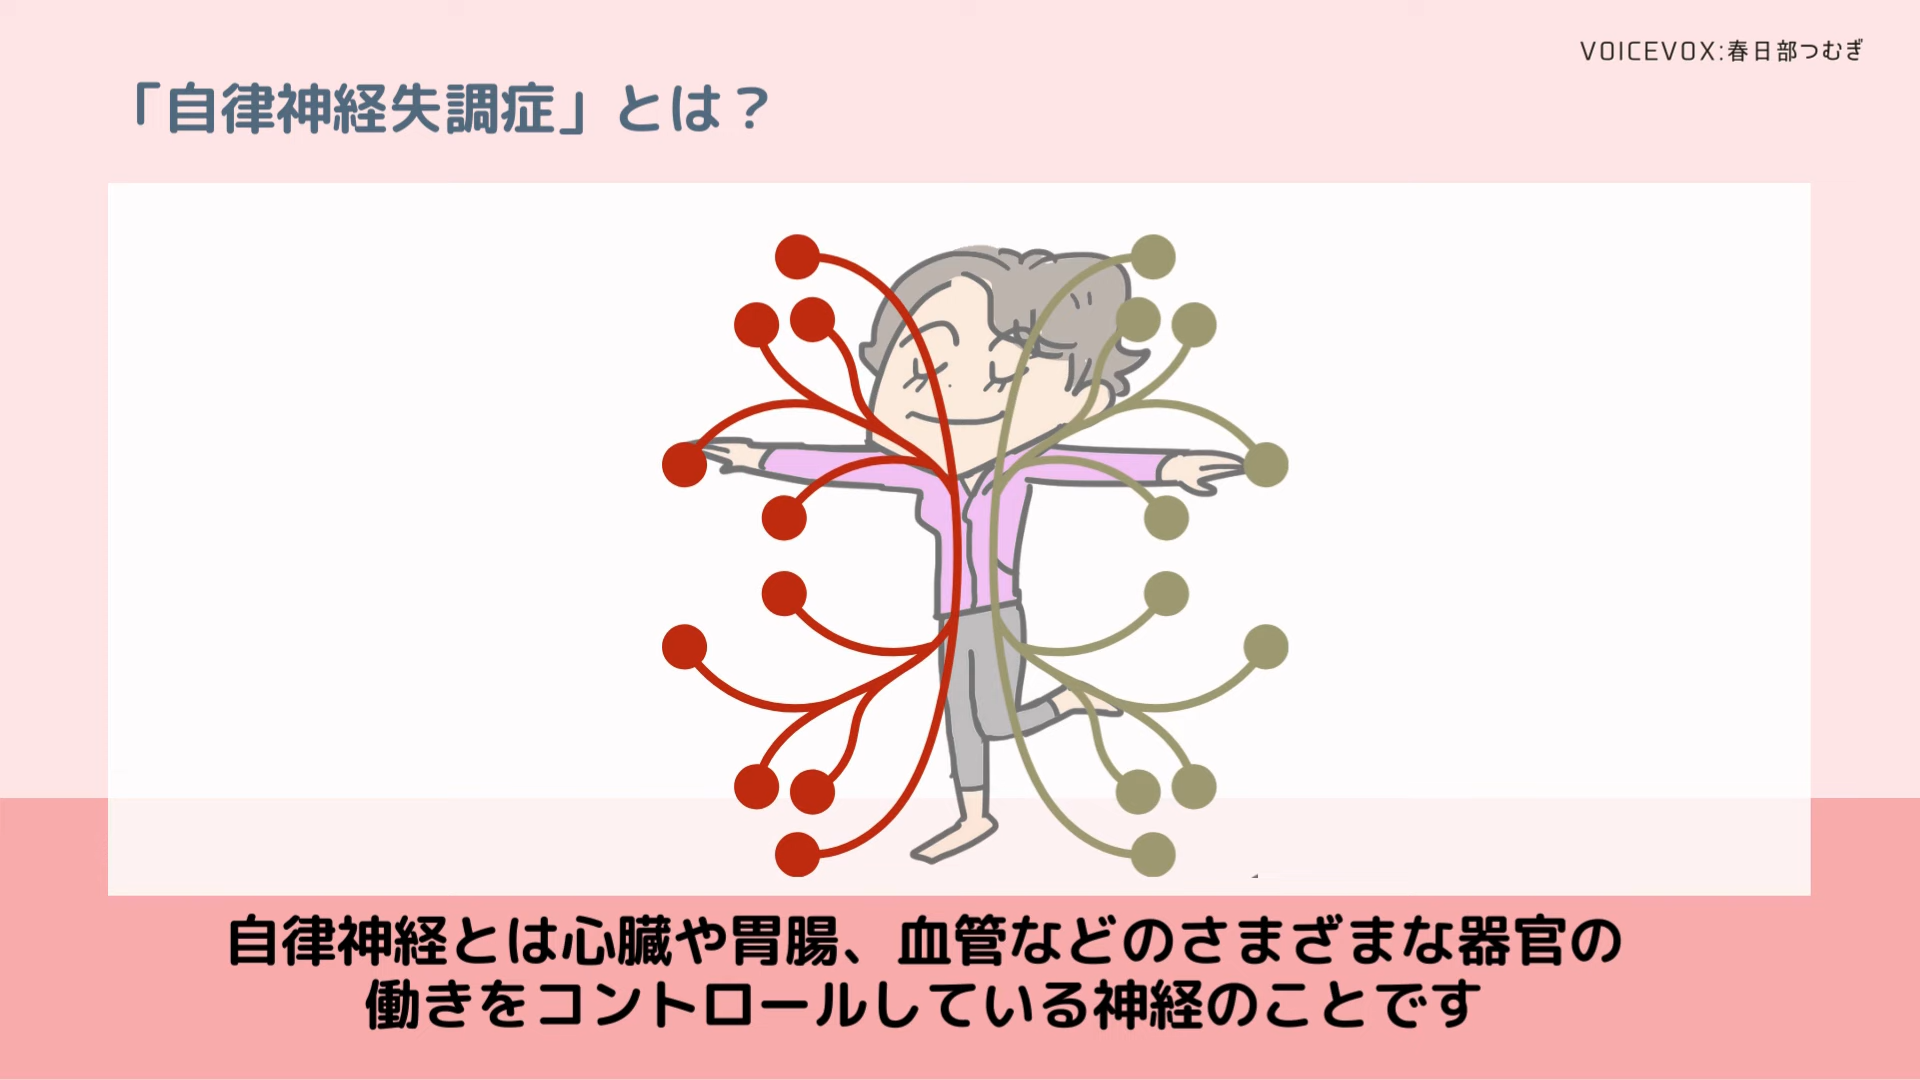 VOICEVOX:春日部つむぎ
「自律神経失調症」とは？
自律神経とは心臓や胃腸、血管などのさまざまな器官の
働きをコントロールしている神経のことです